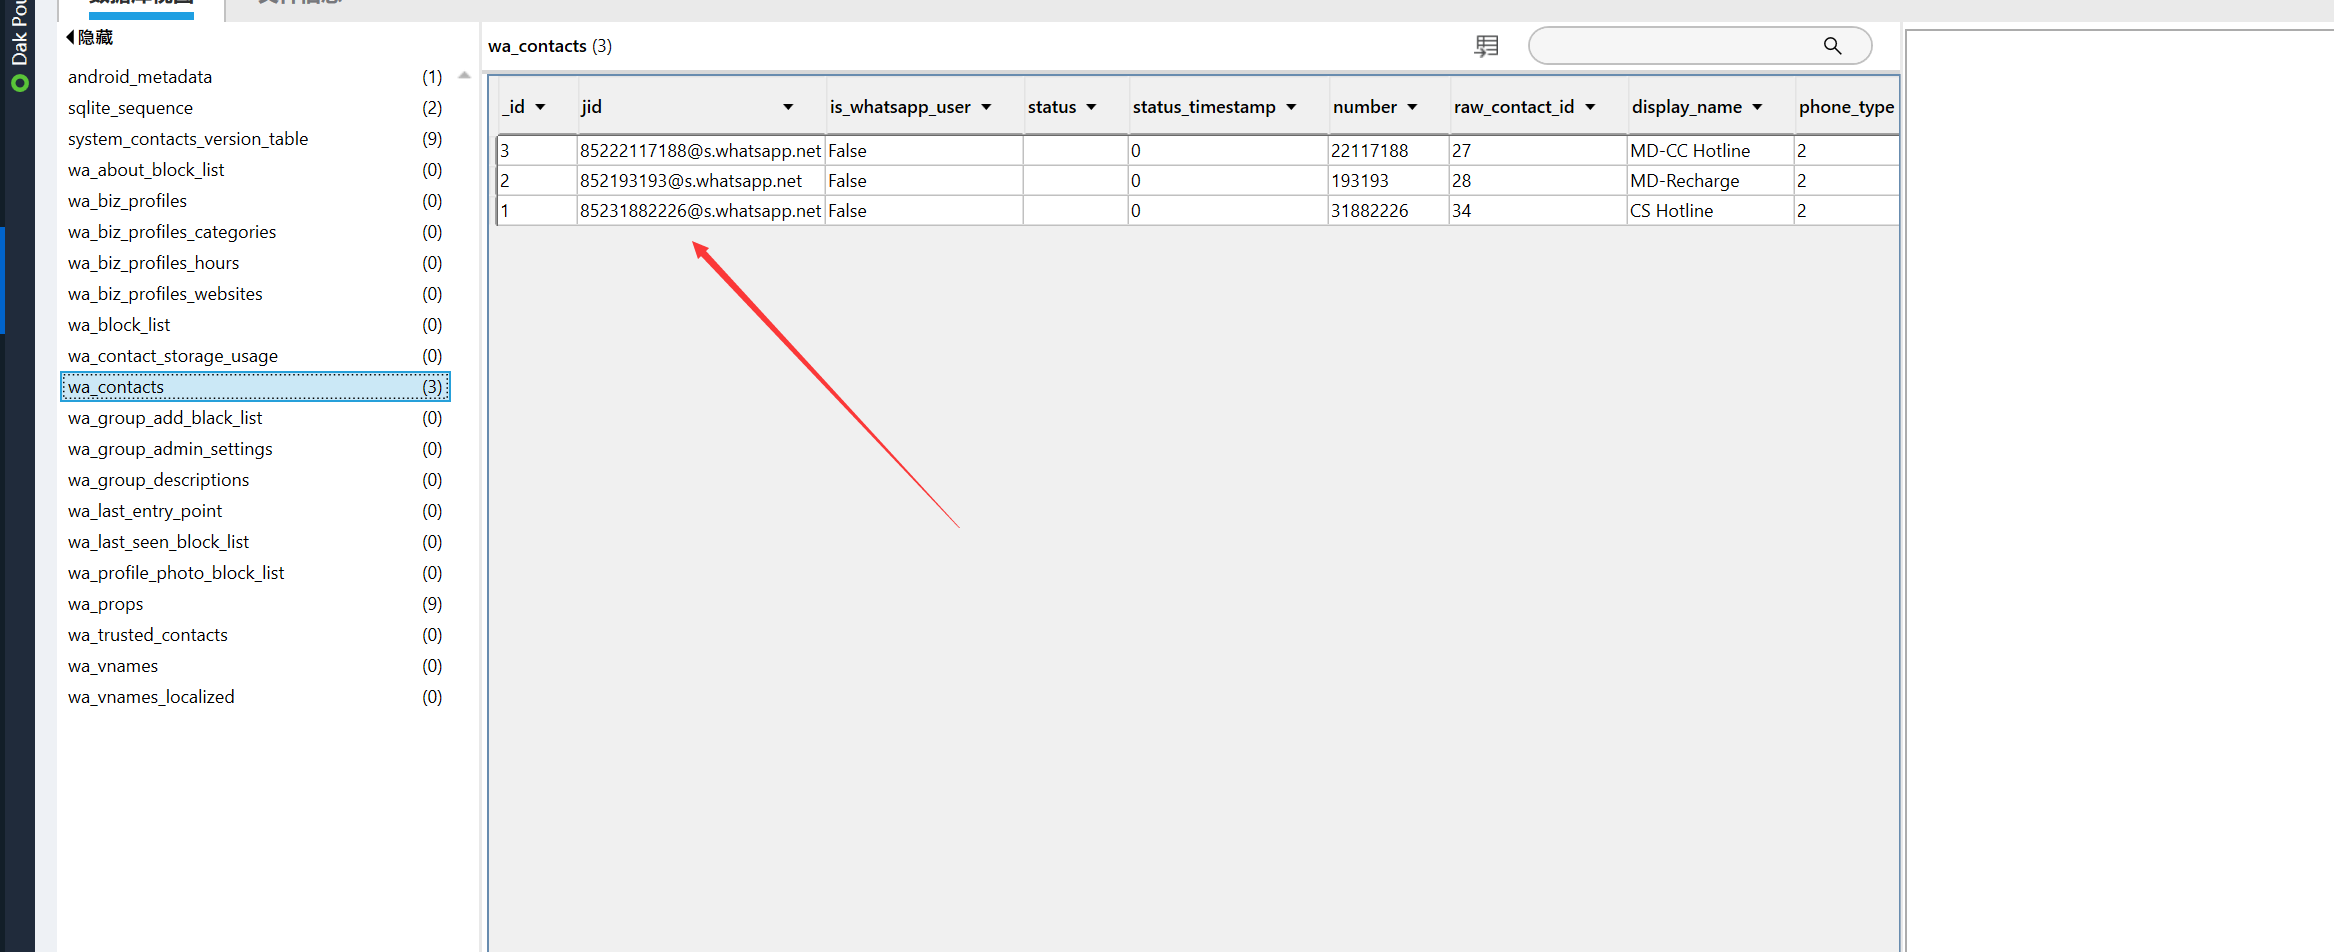 Dak Pou
隐藏
android_metadata (1)
sqlite_sequence (2)
system_contacts_version_table (9)
wa_about_block_list (0)
wa_biz_profiles (0)
wa_biz_profiles_categories (0)
wa_biz_profiles_hours (0)
wa_biz_profiles_websites (0)
wa_block_list (0)
wa_contact_storage_usage (0)
wa_contacts (3)
wa_group_add_black_list (0)
wa_group_admin_settings (0)
wa_group_descriptions (0)
wa_last_entry_point (0)
wa_last_seen_block_list (0)
wa_profile_photo_block_list (0)
wa_props (9)
wa_trusted_contacts (0)
wa_vnames (0)
wa_vnames_localized (0)
wa_contacts (3)
_id jid is_whatsapp_user status status_timestamp number raw_contact_id display_name phone_type
3 85222117188@s.whatsapp.net False 0 22117188 27 MD-CC Hotline 2
2 852193193@s.whatsapp.net False 0 193193 28 MD-Recharge 2
1 85231882226@s.whatsapp.net False 0 31882226 34 CS Hotline 2